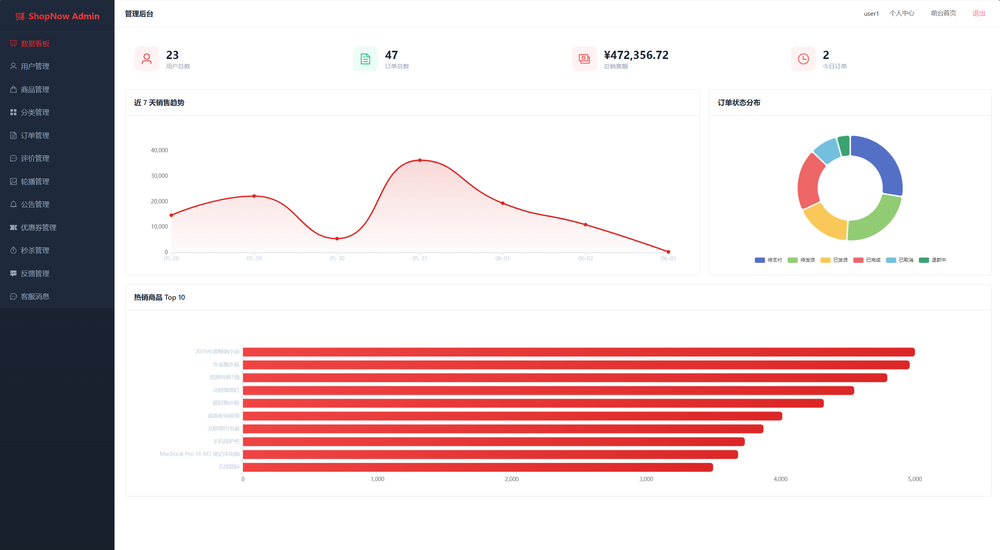 ShopNow Admin
数据看板
用户管理
商品管理
分类管理
订单管理
评价管理
轮播管理
公告管理
优惠券管理
秒杀管理
反馈管理
客服消息
管理后台
user1 个人中心 前台首页 退出
23
用户总数
47
订单总数
¥472,356.72
总销售额
2
今日订单
近 7 天销售趋势
40,000
30,000
20,000
10,000
0
05-28 05-29 05-30 05-31 06-01 06-02 06-03
订单状态分布
待支付 待发货 已发货 已完成 已取消 退款中
热销商品 Top 10
2026年度畅销小说
专业跑步鞋
优质纯棉T恤
北欧落地灯
超轻跑步鞋
桌面收纳套装
北欧简约书桌
手机保护壳
MacBook Pro 16 M3 笔记本电脑
无线鼠标
0 1,000 2,000 3,000 4,000 5,000